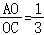 AO/OC = 1/3